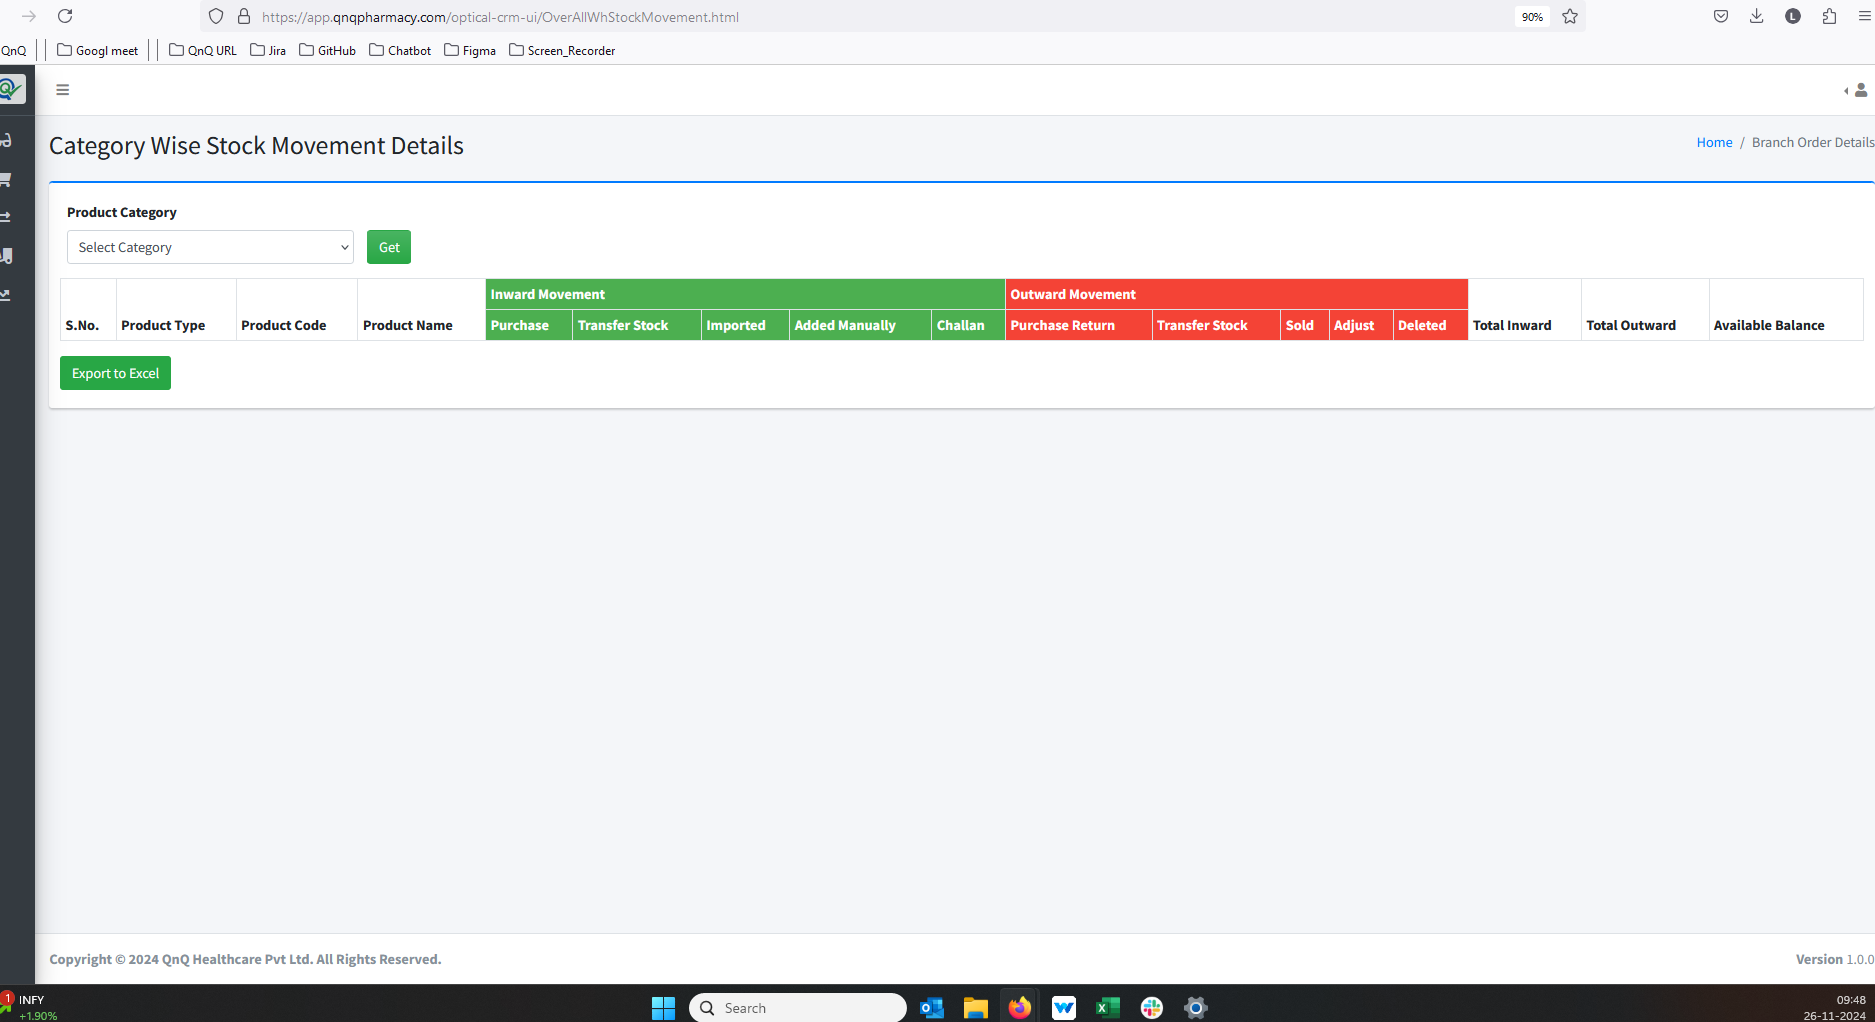 https://app.qnqpharmacy.com/optical-crm-ui/OverAllWhStockMovement.html
90%
L
QnQ
Googl meet
QnQ URL
Jira
GitHub
Chatbot
Figma
Screen_Recorder
Category Wise Stock Movement Details
Home / Branch Order Details
Product Category
Select Category
Get
Inward Movement
Outward Movement
S.No.
Product Type
Product Code
Product Name
Purchase
Transfer Stock
Imported
Added Manually
Challan
Purchase Return
Transfer Stock
Sold
Adjust
Deleted
Total Inward
Total Outward
Available Balance
Export to Excel
Copyright © 2024 QnQ Healthcare Pvt Ltd. All Rights Reserved.
Version 1.0.0
1
INFY
+1.90%
Search
09:48
26-11-2024